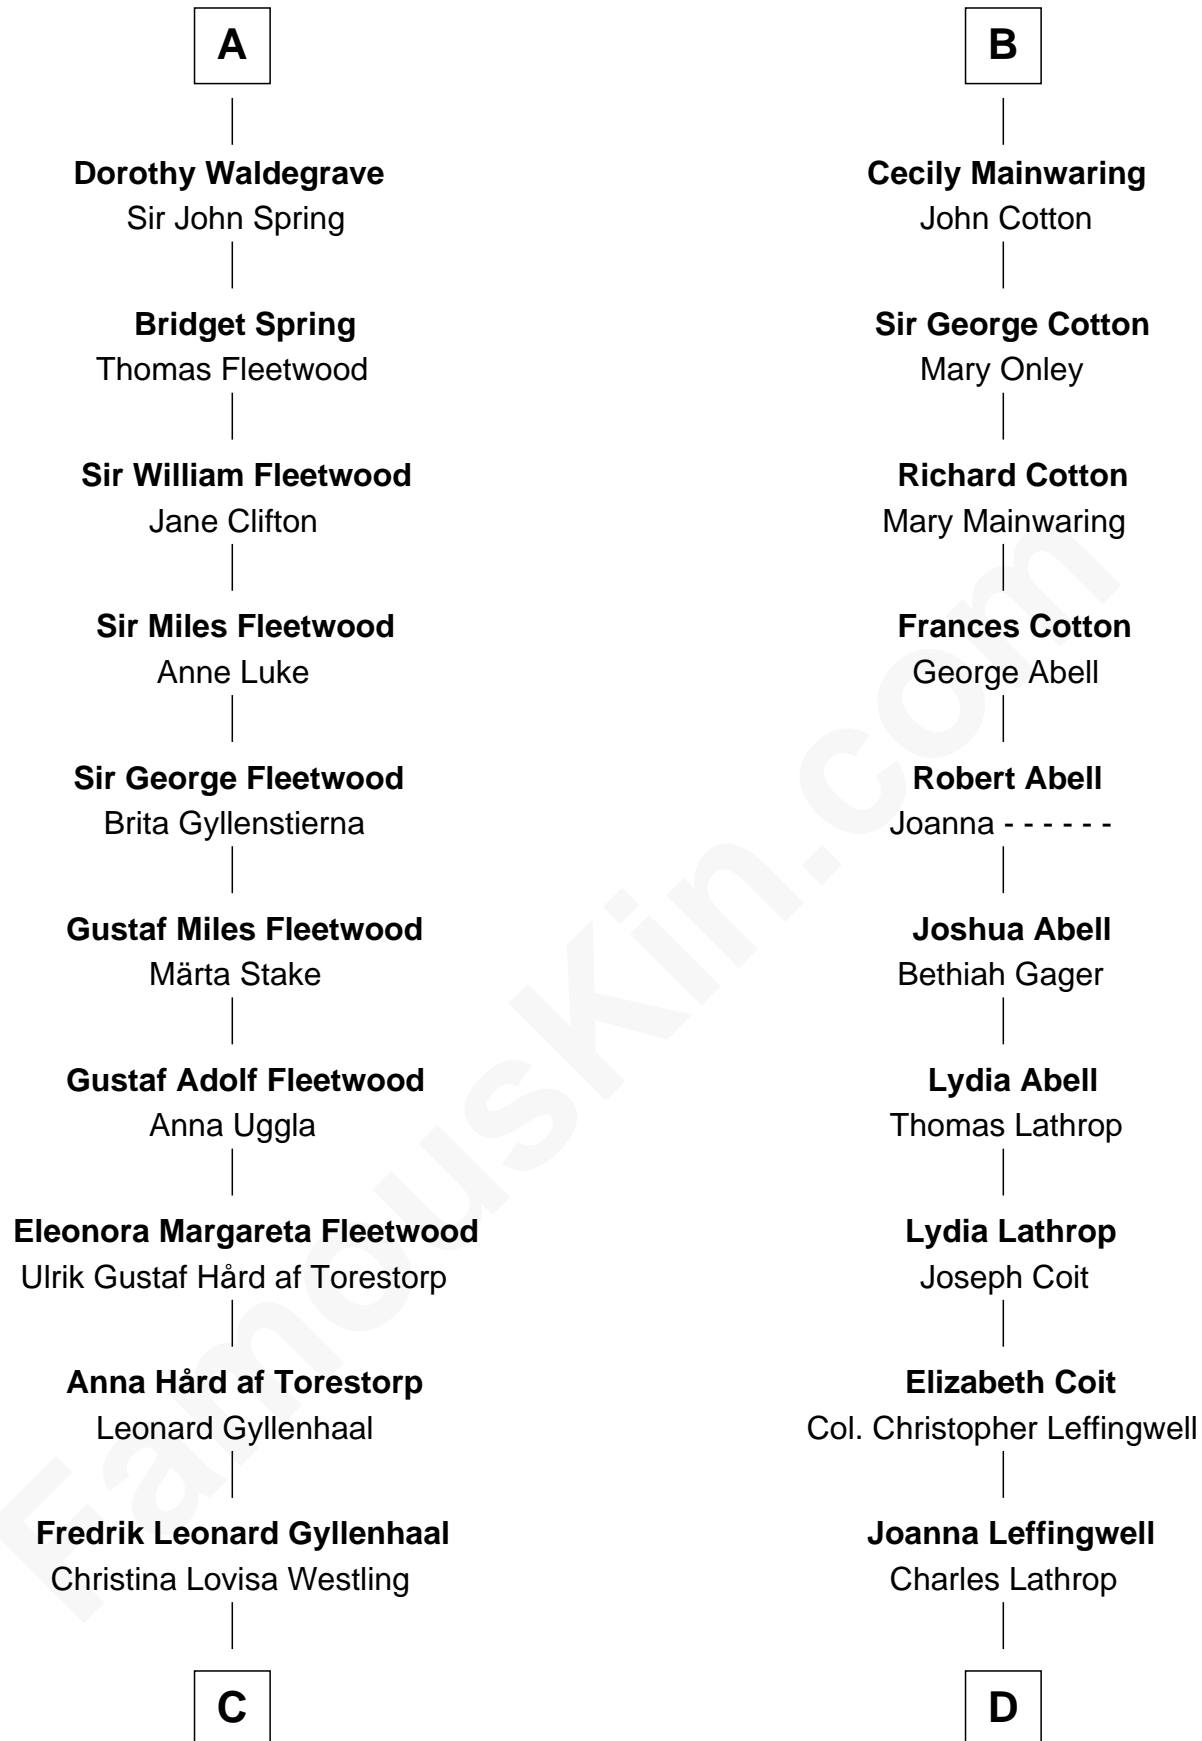 A
Dorothy Waldegrave
Sir John Spring
Bridget Spring
Thomas Fleetwood
Sir William Fleetwood
Jane Clifton
Sir Miles Fleetwood
Anne Luke
Sir George Fleetwood
Brita Gyllenstierna
Gustaf Miles Fleetwood
Märta Stake
Gustaf Adolf Fleetwood
Anna Uggla
Eleonora Margareta Fleetwood
Ulrik Gustaf Hård af Torestorp
Anna Hård af Torestorp
Leonard Gyllenhaal
Fredrik Leonard Gyllenhaal
Christina Lovisa Westling
C
B
Cecily Mainwaring
John Cotton
Sir George Cotton
Mary Onley
Richard Cotton
Mary Mainwaring
Frances Cotton
George Abell
Robert Abell
Joanna - - - - - -
Joshua Abell
Bethiah Gager
Lydia Abell
Thomas Lathrop
Lydia Lathrop
Joseph Coit
Elizabeth Coit
Col. Christopher Leffingwell
Joanna Leffingwell
Charles Lathrop
D
FamousKin.com